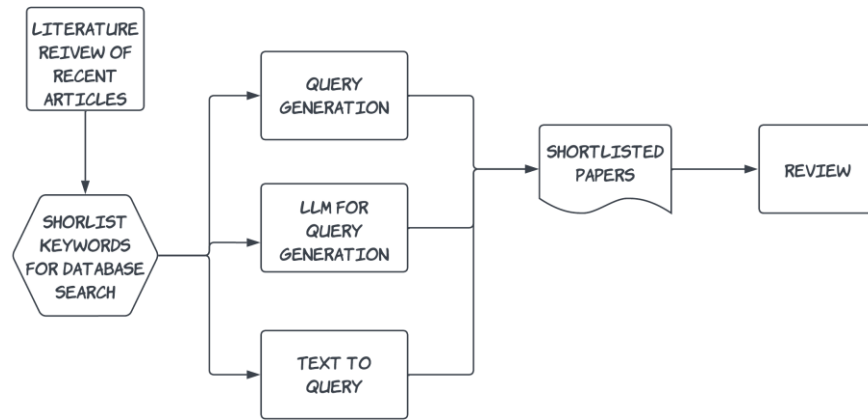 LITERATURE
REIVEW OF
RECENT
ARTICLES
SHORLIST
KEYWORDS
FOR DATABASE
SEARCH
QUERY
GENERATION
LLM FOR
QUERY
GENERATION
TEXT TO
QUERY
SHORTLISTED
PAPERS
REVIEW